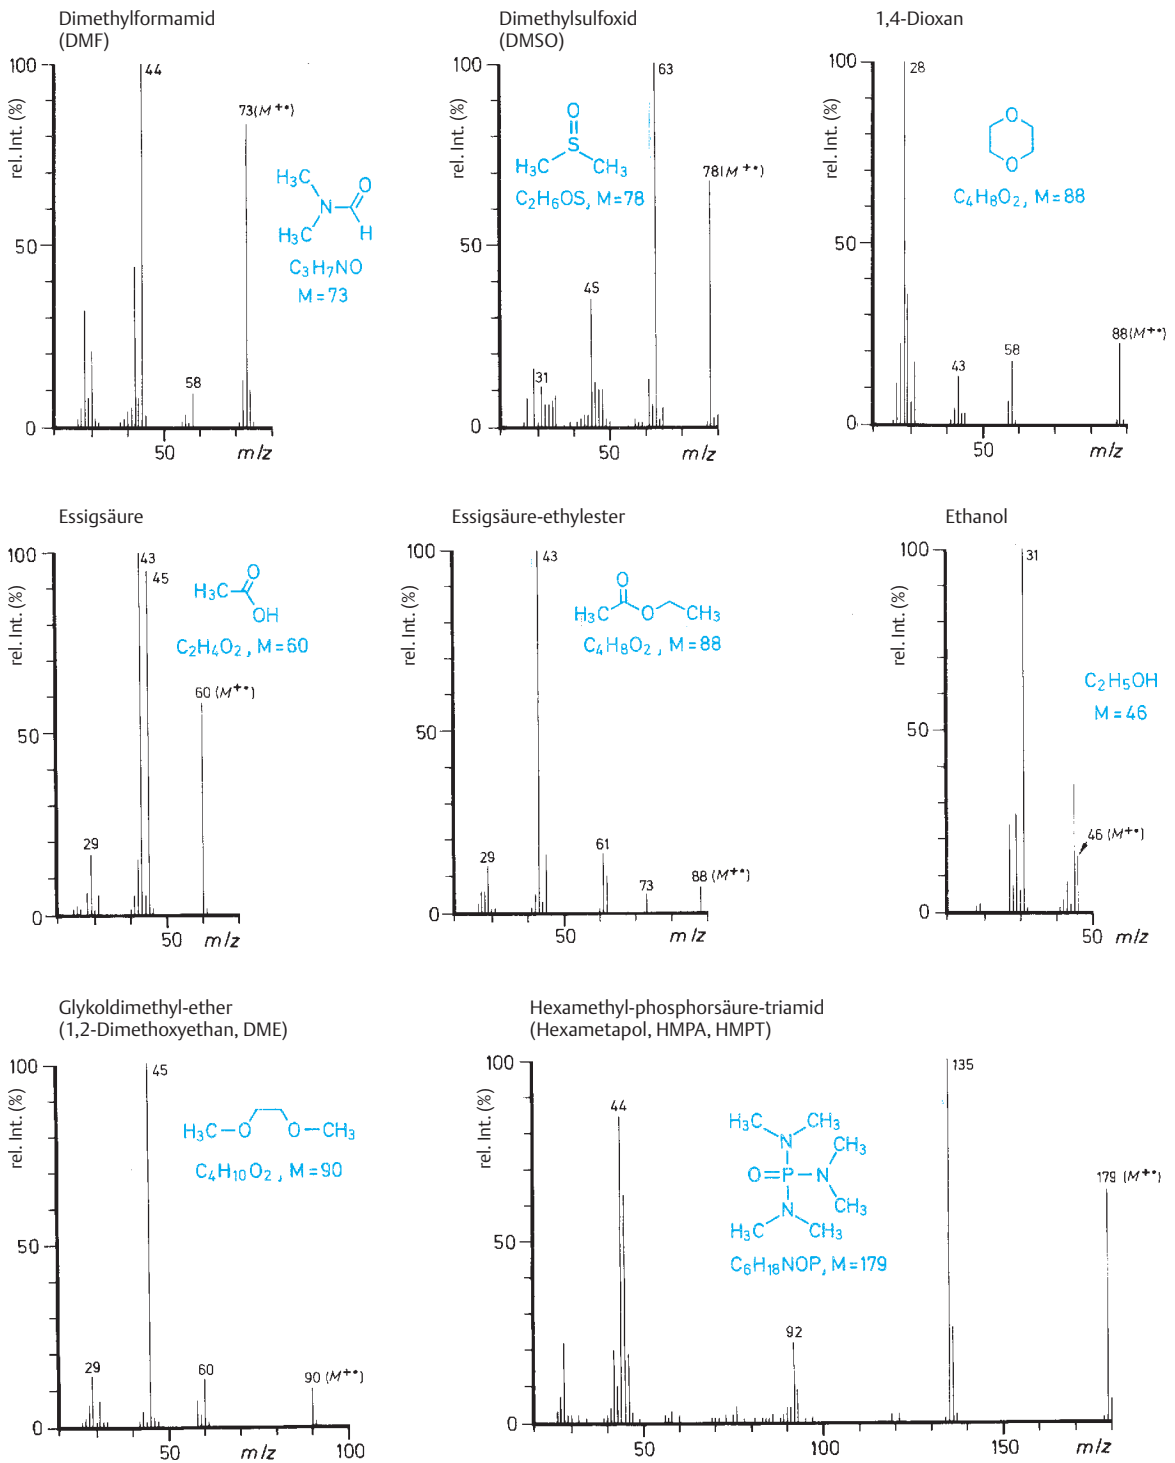 Dimethylformamid
(DMF)
100
rel. Int. (%)
44
73(M⁺•)
H₃C
O
N
H₃C
H
C₃H₇NO
M=73
50
0
50
m/z
Dimethylsulfoxid
(DMSO)
100
rel. Int. (%)
63
O
S
H₃C
CH₃
C₂H₆OS, M=78
78(M⁺•)
50
45
31
0
50
m/z
1,4-Dioxan
100
rel. Int. (%)
28
O
O
C₄H₈O₂, M=88
50
43
58
88(M⁺•)
0
50
m/z
58
Essigsäure
100
rel. Int. (%)
43
45
O
H₃C
OH
C₂H₄O₂, M=60
60 (M⁺•)
50
29
0
50
m/z
Essigsäure-ethylester
100
rel. Int. (%)
43
O
H₃C
O
CH₃
C₄H₈O₂, M=88
50
29
61
73
88 (M⁺•)
0
50
m/z
Ethanol
100
rel. Int. (%)
31
C₂H₅OH
M=46
50
46 (M⁺•)
0
50
m/z
Glykoldimethyl-ether
(1,2-Dimethoxyethan, DME)
100
rel. Int. (%)
45
H₃C—O
O—CH₃
C₄H₁₀O₂, M=90
50
29
60
90 (M⁺•)
0
50
m/z
100
Hexamethyl-phosphorsäure-triamid
(Hexametapol, HMPA, HMPT)
100
rel. Int. (%)
44
135
H₃C
CH₃
N
CH₃
O=P—N
CH₃
N
H₃C
CH₃
C₆H₁₈NOP, M=179
179 (M⁺•)
50
92
0
50
100
150
m/z